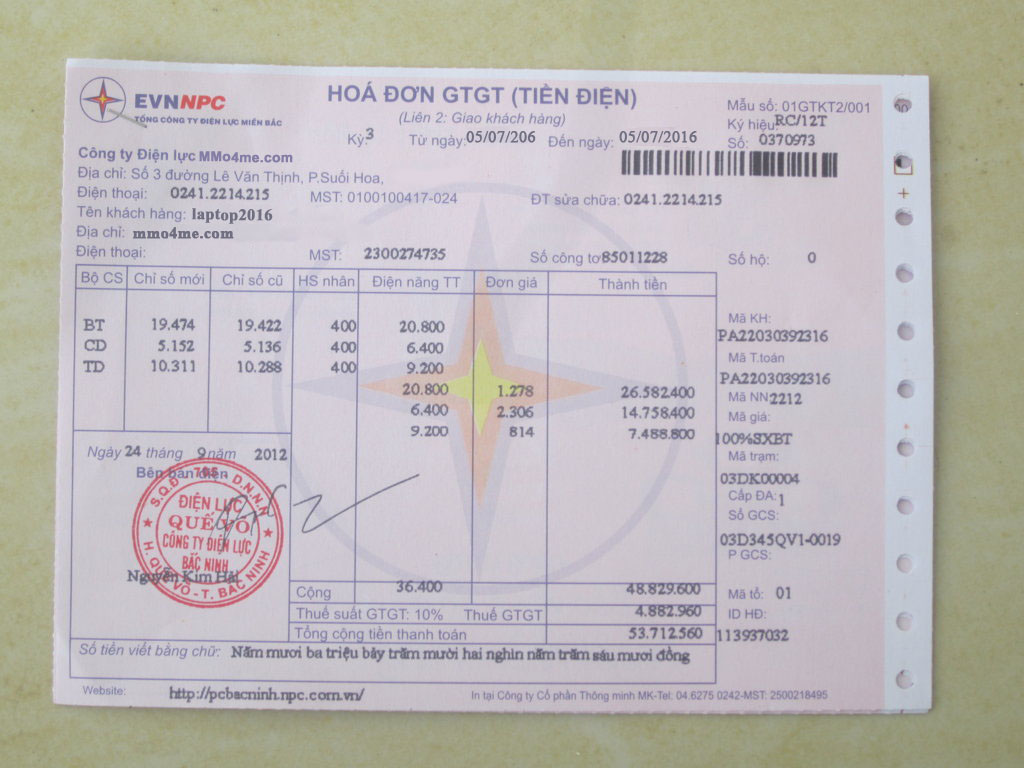 EVNNPC
TỔNG CÔNG TY ĐIỆN LỰC MIỀN BẮC
HOÁ ĐƠN GTGT (TIỀN ĐIỆN)
(Liên 2: Giao khách hàng)
Kỳ: 3 Từ ngày: 05/07/206 Đến ngày: 05/07/2016
Mẫu số: 01GTKT2/001
Ký hiệu: RC/12T
Số: 0370973
Công ty Điện lực MMo4me.com
Địa chỉ: Số 3 đường Lê Văn Thịnh, P.Suối Hoa,
Điện thoại: 0241.2214.215 MST: 0100100417-024 ĐT sửa chữa: 0241.2214.215
Tên khách hàng: laptop2016
Địa chỉ: mmo4me.com
Điện thoại: MST: 2300274735 Số công tơ 85011228 Số hộ: 0
Bộ CS Chỉ số mới Chỉ số cũ HS nhân Điện năng TT Đơn giá Thành tiền
BT 19.474 19.422 400 20.800
CD 5.152 5.136 400 6.400
TD 10.311 10.288 400 9.200
20.800 1.278 26.582.400
6.400 2.306 14.758.400
9.200 814 7.488.800
Mã KH:
PA22030392316
Mã T.toán
PA22030392316
Mã NN 2212
Mã giá:
100%SXBT
Mã trạm:
03DK00004
Cấp ĐA: 1
Số GCS:
03D345QV1-0019
P GCS:
Mã tổ: 01
ID HĐ:
113937032
Ngày 24 tháng 9 năm 2012
Bên bán điện
ĐIỆN LỰC
QUẾ VÕ
CÔNG TY ĐIỆN LỰC
BẮC NINH
H. QUẾ VÕ - T. BẮC NINH
Nguyễn Kim Hải
Cộng 36.400 48.829.600
Thuế suất GTGT: 10% Thuế GTGT 4.882.960
Tổng cộng tiền thanh toán 53.712.560
Số tiền viết bằng chữ: Năm mươi ba triệu bảy trăm mười hai nghìn năm trăm sáu mươi đồng
Website: http://pcbacninh.npc.com.vn/
In tại Công ty Cổ phần Thông minh MK-Tel: 04.6275 0242-MST: 2500218495